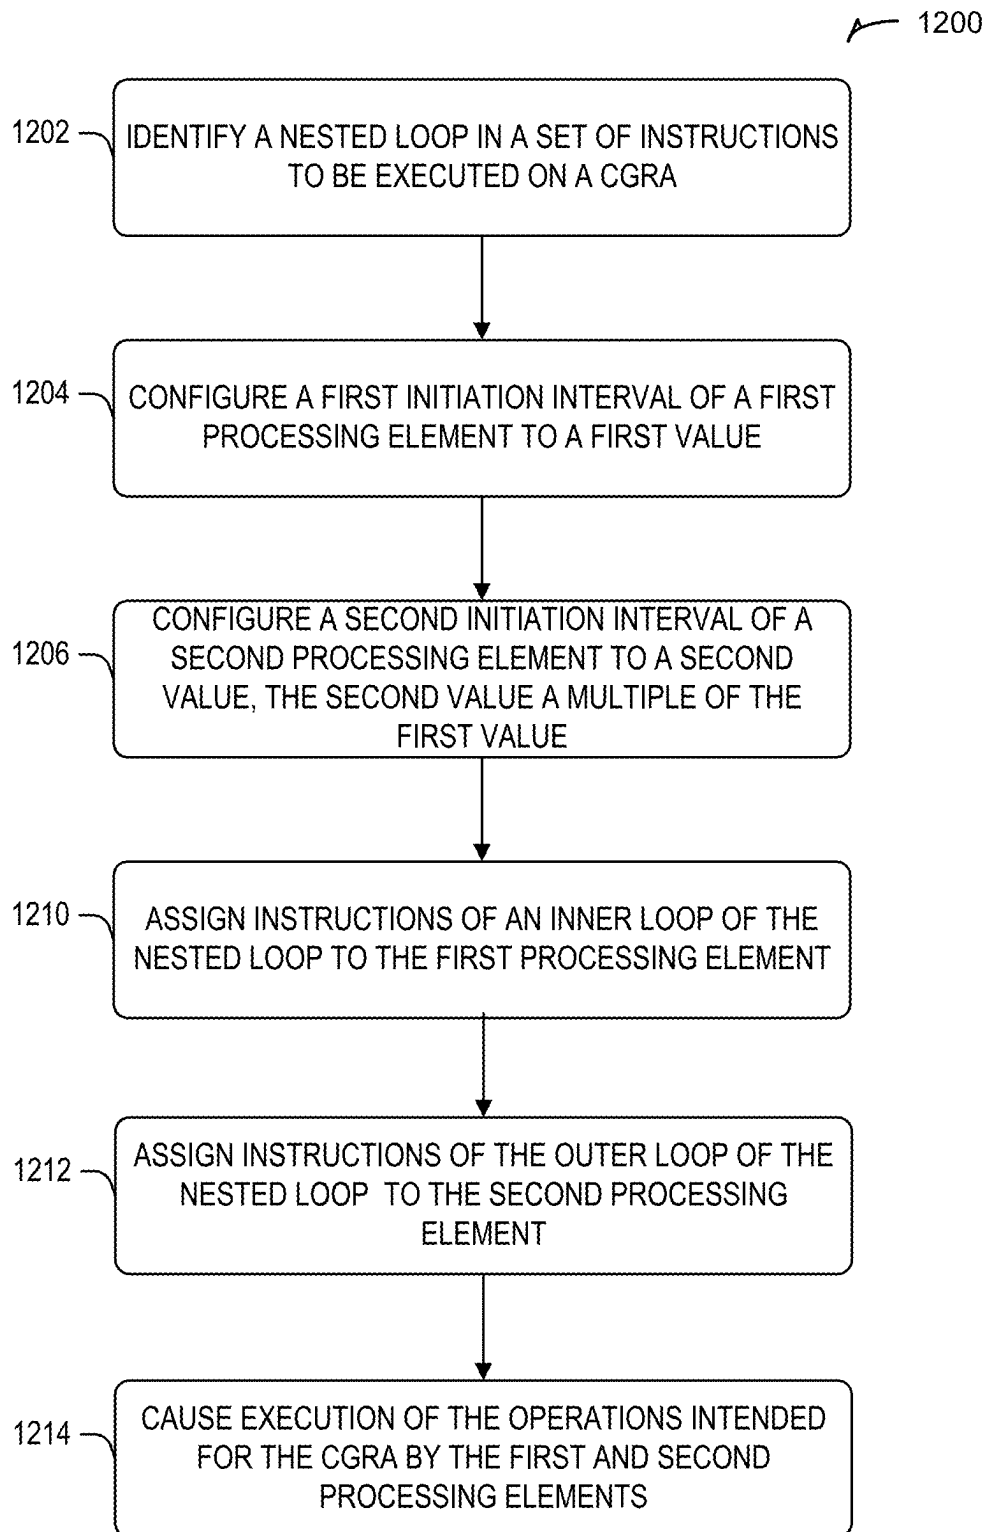 1200
1202
IDENTIFY A NESTED LOOP IN A SET OF INSTRUCTIONS
TO BE EXECUTED ON A CGRA
1204
CONFIGURE A FIRST INITIATION INTERVAL OF A FIRST
PROCESSING ELEMENT TO A FIRST VALUE
1206
CONFIGURE A SECOND INITIATION INTERVAL OF A
SECOND PROCESSING ELEMENT TO A SECOND
VALUE, THE SECOND VALUE A MULTIPLE OF THE
FIRST VALUE
1210
ASSIGN INSTRUCTIONS OF AN INNER LOOP OF THE
NESTED LOOP TO THE FIRST PROCESSING ELEMENT
1212
ASSIGN INSTRUCTIONS OF THE OUTER LOOP OF THE
NESTED LOOP TO THE SECOND PROCESSING
ELEMENT
1214
CAUSE EXECUTION OF THE OPERATIONS INTENDED
FOR THE CGRA BY THE FIRST AND SECOND
PROCESSING ELEMENTS